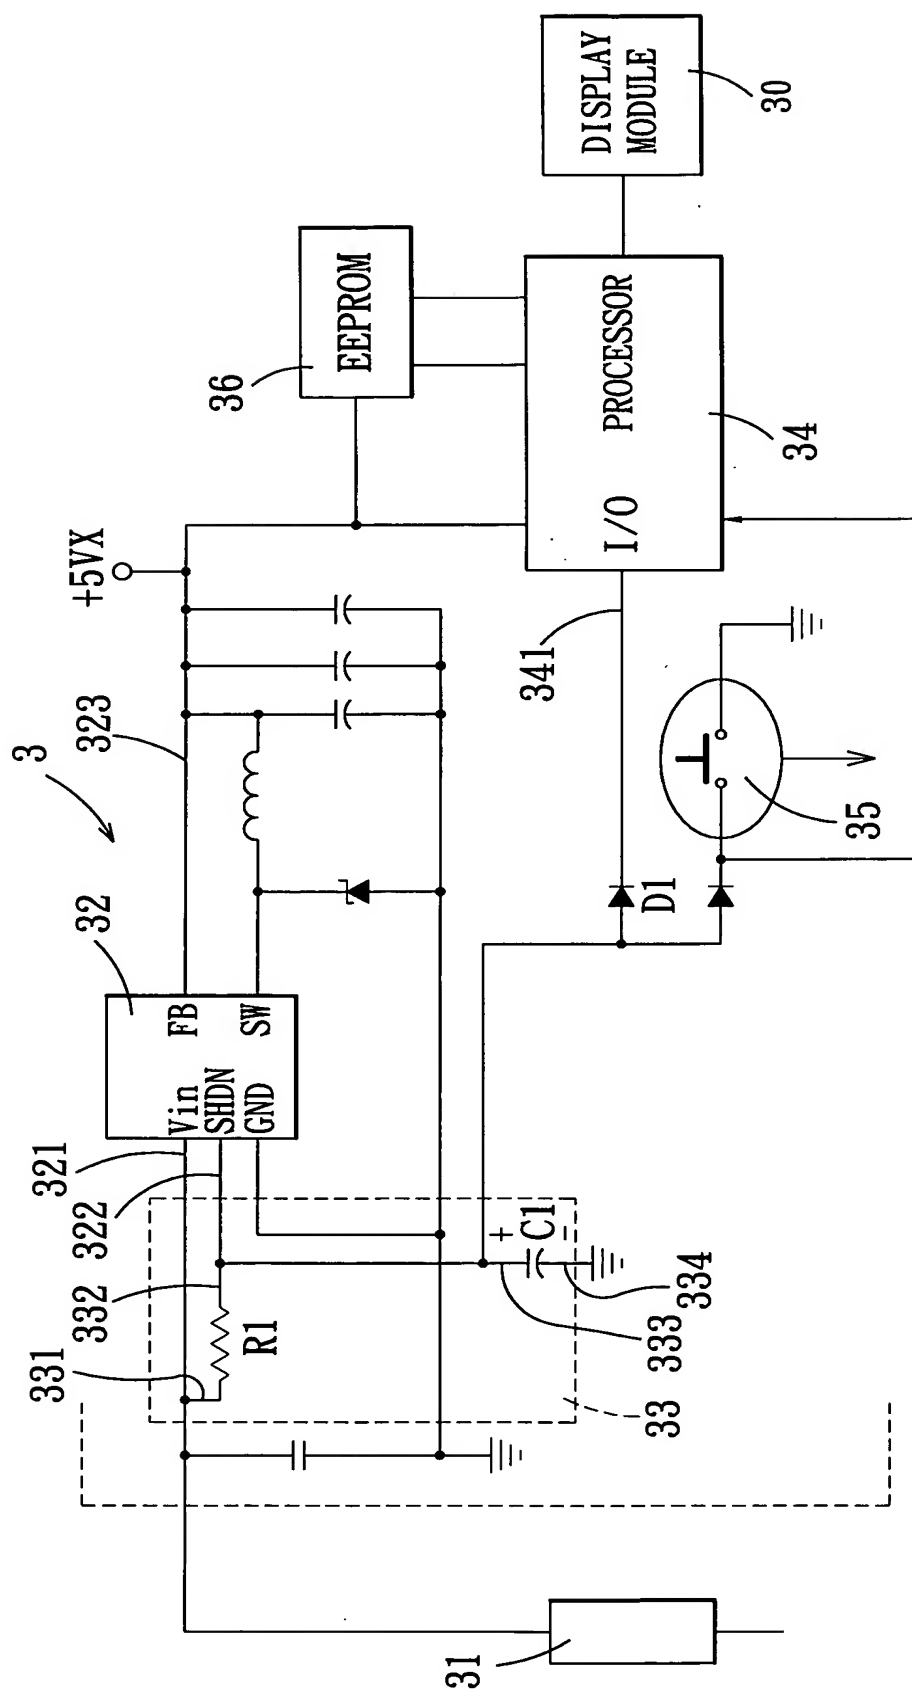 3
31
331
332
R1
33
333
334
+
C1
-
321
322
Vin
SHDN
GND
FB
SW
32
323
+5VX
D1
35
341
I/O
PROCESSOR
34
36
EEPROM
DISPLAY
MODULE
30